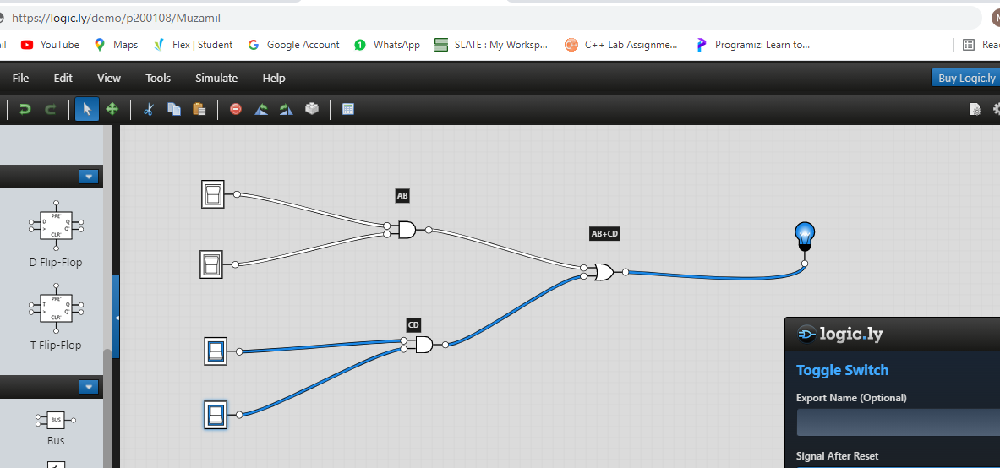 https://logic.ly/demo/p200108/Muzamil
il YouTube Maps Flex | Student Google Account 1 WhatsApp SLATE : My Worksp... C++ Lab Assignme... Programiz: Learn to... Rea
File Edit View Tools Simulate Help Buy Logic.ly -
PRE'
D Q
> Q'
CLR'
D Flip-Flop
PRE'
T Q
> Q'
CLR'
T Flip-Flop
BUS
Bus
AB
AB+CD
CD
logic.ly
Toggle Switch
Export Name (Optional)
Signal After Reset